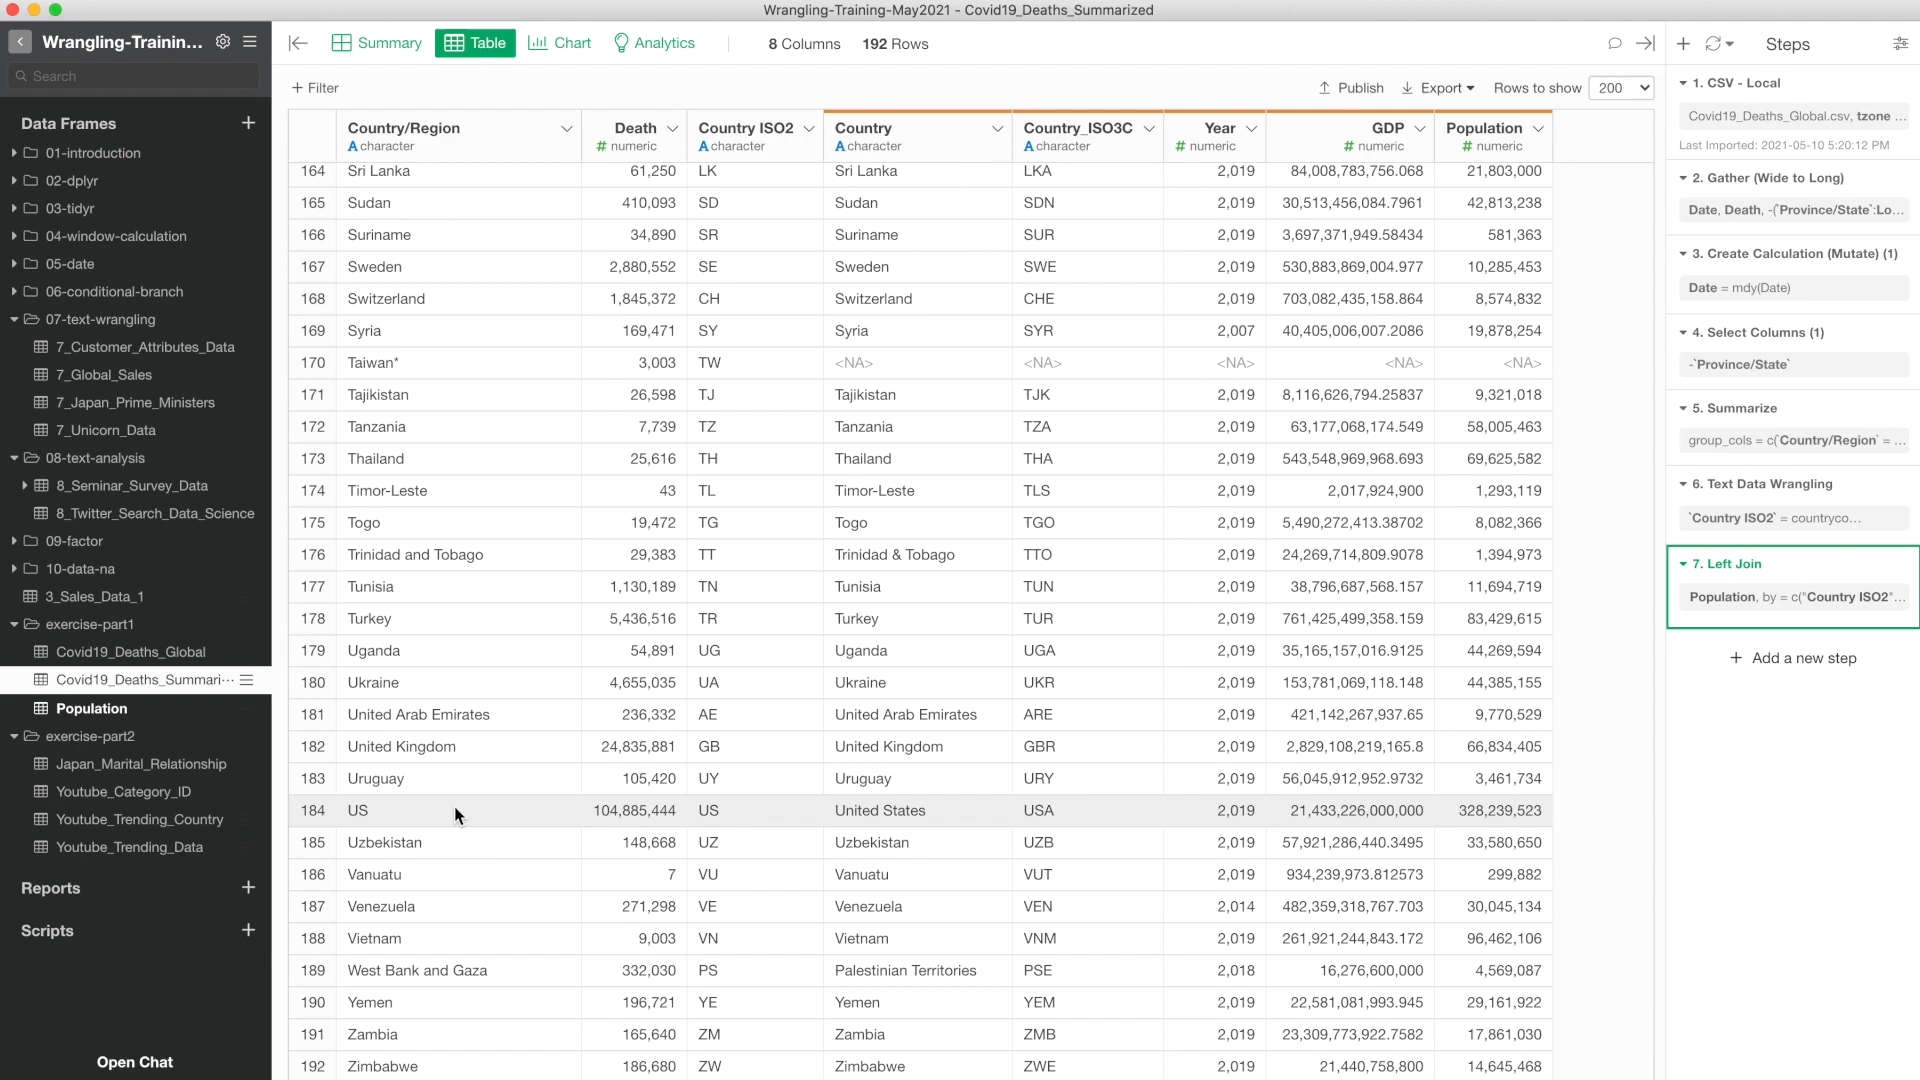 Wrangling-Training-May2021 - Covid19_Deaths_Summarized
Wrangling-Trainin...
Search
Data Frames
01-introduction
02-dplyr
03-tidyr
04-window-calculation
05-date
06-conditional-branch
07-text-wrangling
7_Customer_Attributes_Data
7_Global_Sales
7_Japan_Prime_Ministers
7_Unicorn_Data
08-text-analysis
8_Seminar_Survey_Data
8_Twitter_Search_Data_Science
09-factor
10-data-na
3_Sales_Data_1
exercise-part1
Covid19_Deaths_Global
Covid19_Deaths_Summari···
Population
exercise-part2
Japan_Marital_Relationship
Youtube_Category_ID
Youtube_Trending_Country
Youtube_Trending_Data
Reports
Scripts
Open Chat
Summary Table Chart Analytics 8 Columns 192 Rows
+ Filter Publish Export Rows to show 200
Country/Region Death Country ISO2 Country Country_ISO3C Year GDP Population
A character # numeric A character A character A character # numeric # numeric # numeric
164 Sri Lanka 61,250 LK Sri Lanka LKA 2,019 84,008,783,756.068 21,803,000
165 Sudan 410,093 SD Sudan SDN 2,019 30,513,456,084.7961 42,813,238
166 Suriname 34,890 SR Suriname SUR 2,019 3,697,371,949.58434 581,363
167 Sweden 2,880,552 SE Sweden SWE 2,019 530,883,869,004.977 10,285,453
168 Switzerland 1,845,372 CH Switzerland CHE 2,019 703,082,435,158.864 8,574,832
169 Syria 169,471 SY Syria SYR 2,007 40,405,006,007.2086 19,878,254
170 Taiwan* 3,003 TW <NA> <NA> <NA> <NA> <NA>
171 Tajikistan 26,598 TJ Tajikistan TJK 2,019 8,116,626,794.25837 9,321,018
172 Tanzania 7,739 TZ Tanzania TZA 2,019 63,177,068,174.549 58,005,463
173 Thailand 25,616 TH Thailand THA 2,019 543,548,969,968.693 69,625,582
174 Timor-Leste 43 TL Timor-Leste TLS 2,019 2,017,924,900 1,293,119
175 Togo 19,472 TG Togo TGO 2,019 5,490,272,413.38702 8,082,366
176 Trinidad and Tobago 29,383 TT Trinidad & Tobago TTO 2,019 24,269,714,809.9078 1,394,973
177 Tunisia 1,130,189 TN Tunisia TUN 2,019 38,796,687,568.157 11,694,719
178 Turkey 5,436,516 TR Turkey TUR 2,019 761,425,499,358.159 83,429,615
179 Uganda 54,891 UG Uganda UGA 2,019 35,165,157,016.9125 44,269,594
180 Ukraine 4,655,035 UA Ukraine UKR 2,019 153,781,069,118.148 44,385,155
181 United Arab Emirates 236,332 AE United Arab Emirates ARE 2,019 421,142,267,937.65 9,770,529
182 United Kingdom 24,835,881 GB United Kingdom GBR 2,019 2,829,108,219,165.8 66,834,405
183 Uruguay 105,420 UY Uruguay URY 2,019 56,045,912,952.9732 3,461,734
184 US 104,885,444 US United States USA 2,019 21,433,226,000,000 328,239,523
185 Uzbekistan 148,668 UZ Uzbekistan UZB 2,019 57,921,286,440.3495 33,580,650
186 Vanuatu 7 VU Vanuatu VUT 2,019 934,239,973.812573 299,882
187 Venezuela 271,298 VE Venezuela VEN 2,014 482,359,318,767.703 30,045,134
188 Vietnam 9,003 VN Vietnam VNM 2,019 261,921,244,843.172 96,462,106
189 West Bank and Gaza 332,030 PS Palestinian Territories PSE 2,018 16,276,600,000 4,569,087
190 Yemen 196,721 YE Yemen YEM 2,019 22,581,081,993.945 29,161,922
191 Zambia 165,640 ZM Zambia ZMB 2,019 23,309,773,922.7582 17,861,030
192 Zimbabwe 186,680 ZW Zimbabwe ZWE 2,019 21,440,758,800 14,645,468
Steps
1. CSV - Local
Covid19_Deaths_Global.csv, tzone ...
Last Imported: 2021-05-10 5:20:12 PM
2. Gather (Wide to Long)
Date, Death, -(`Province/State`:Lo...
3. Create Calculation (Mutate) (1)
Date = mdy(Date)
4. Select Columns (1)
-`Province/State`
5. Summarize
group_cols = c(`Country/Region` = ...
6. Text Data Wrangling
`Country ISO2` = countryco...
7. Left Join
Population, by = c("Country ISO2"...
+ Add a new step